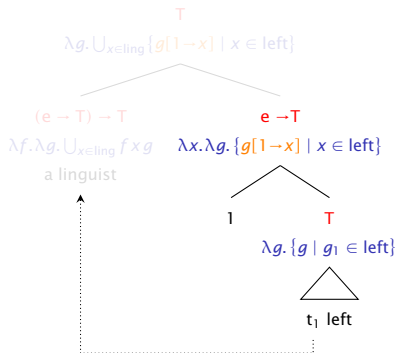 T
λg.⋃x∈ling {g[1→x] | x ∈ left}
(e → T) → T
λf.λg.⋃x∈ling f x g
a linguist
e →T
λx.λg.{g[1→x] | x ∈ left}
1
T
λg.{g | g₁ ∈ left}
t₁ left